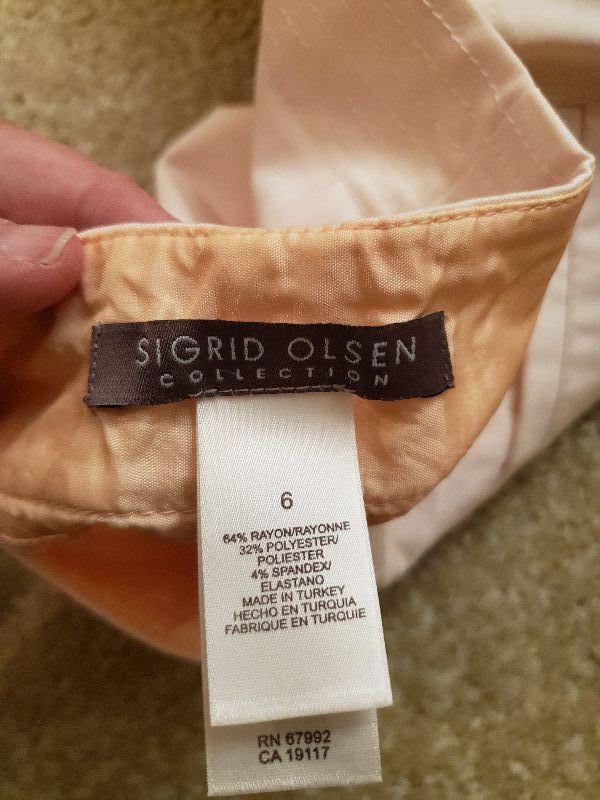 SIGRID OLSEN
COLLECTION
6
64% RAYON/RAYONNE
32% POLYESTER/
POLIESTER
4% SPANDEX/
ELASTANO
MADE IN TURKEY
HECHO EN TURQUIA
FABRIQUE EN TURQUIE
RN 67992
CA 19117